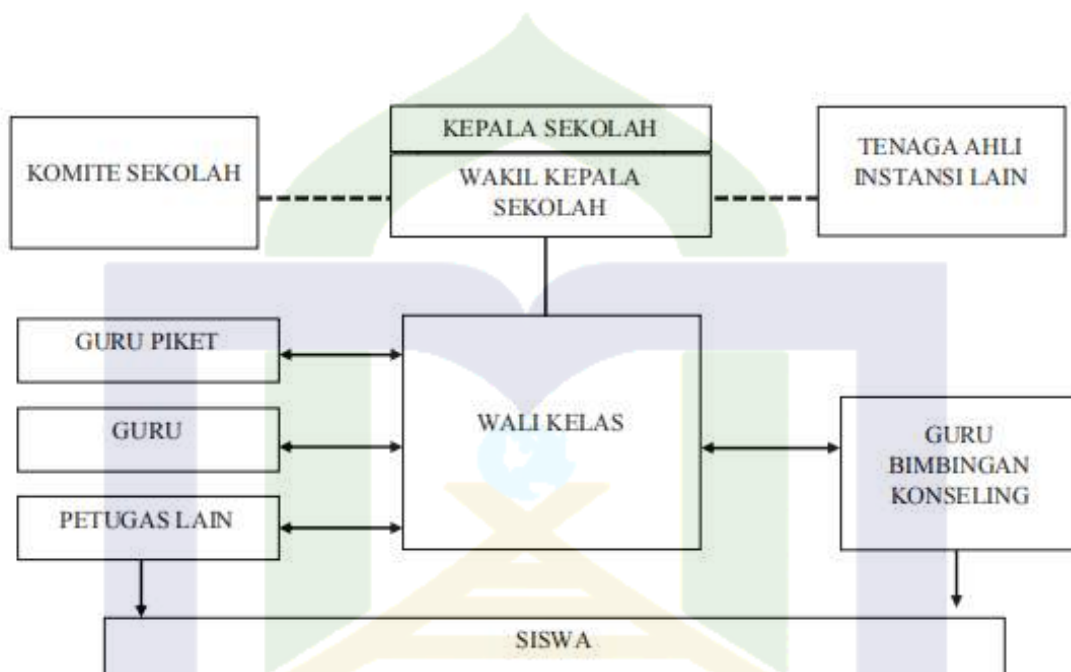 KEPALA SEKOLAH
KOMITE SEKOLAH
WAKIL KEPALA
SEKOLAH
TENAGA AHLI
INSTANSI LAIN
GURU PIKET
GURU
PETUGAS LAIN
WALI KELAS
GURU
BIMBINGAN
KONSELING
SISWA